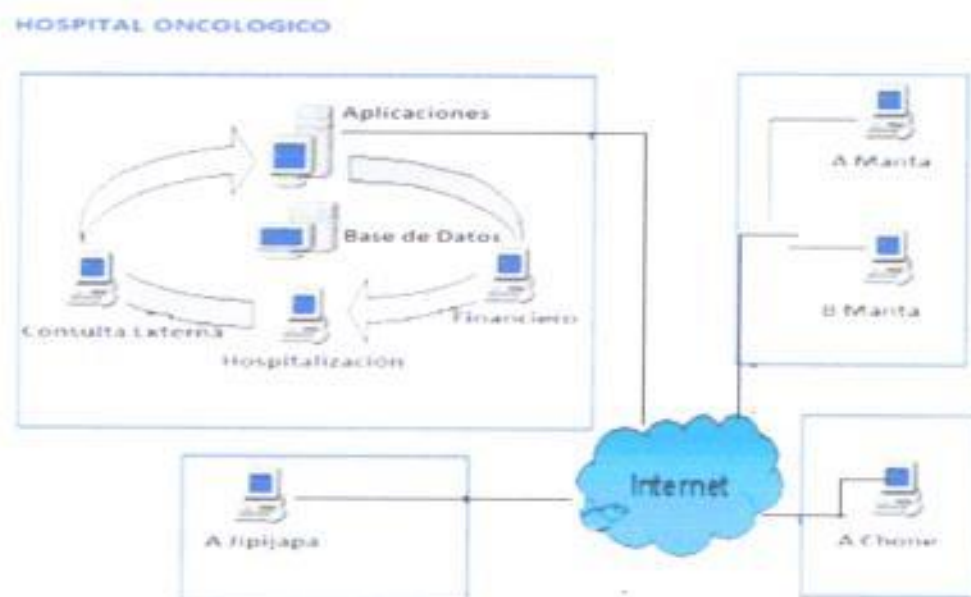 HOSPITAL ONCOLOGICO
Aplicaciones
A Manta
Base de Datos
Consulta Externa
Financiero
B Manta
Hospitalización
Internet
A Jipijapa
A Chone